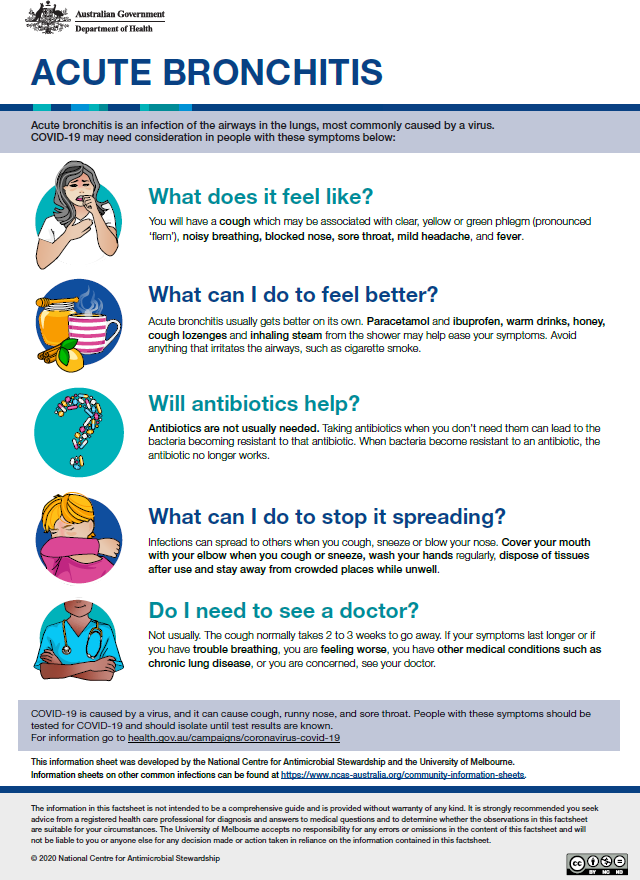 Australian Government
Department of Health
ACUTE BRONCHITIS
Acute bronchitis is an infection of the airways in the lungs, most commonly caused by a virus.
COVID-19 may need consideration in people with these symptoms below:
What does it feel like?
You will have a cough which may be associated with clear, yellow or green phlegm (pronounced
‘flem’), noisy breathing, blocked nose, sore throat, mild headache, and fever.
What can I do to feel better?
Acute bronchitis usually gets better on its own. Paracetamol and ibuprofen, warm drinks, honey,
cough lozenges and inhaling steam from the shower may help ease your symptoms. Avoid
anything that irritates the airways, such as cigarette smoke.
Will antibiotics help?
Antibiotics are not usually needed. Taking antibiotics when you don’t need them can lead to the
bacteria becoming resistant to that antibiotic. When bacteria become resistant to an antibiotic, the
antibiotic no longer works.
What can I do to stop it spreading?
Infections can spread to others when you cough, sneeze or blow your nose. Cover your mouth
with your elbow when you cough or sneeze, wash your hands regularly, dispose of tissues
after use and stay away from crowded places while unwell.
Do I need to see a doctor?
Not usually. The cough normally takes 2 to 3 weeks to go away. If your symptoms last longer or if
you have trouble breathing, you are feeling worse, you have other medical conditions such as
chronic lung disease, or you are concerned, see your doctor.
COVID-19 is caused by a virus, and it can cause cough, runny nose, and sore throat. People with these symptoms should be
tested for COVID-19 and should isolate until test results are known.
For information go to health.gov.au/campaigns/coronavirus-covid-19
This information sheet was developed by the National Centre for Antimicrobial Stewardship and the University of Melbourne.
Information sheets on other common infections can be found at https://www.ncas-australia.org/community-information-sheets.
The information in this factsheet is not intended to be a comprehensive guide and is provided without warranty of any kind. It is strongly recommended you seek
advice from a registered health care professional for diagnosis and answers to medical questions and to determine whether the observations in this factsheet
are suitable for your circumstances. The University of Melbourne accepts no responsibility for any errors or omissions in the content of this factsheet and will
not be liable to you or anyone else for any decision made or action taken in reliance on the information contained in this factsheet.
© 2020 National Centre for Antimicrobial Stewardship
cc
BY NC ND